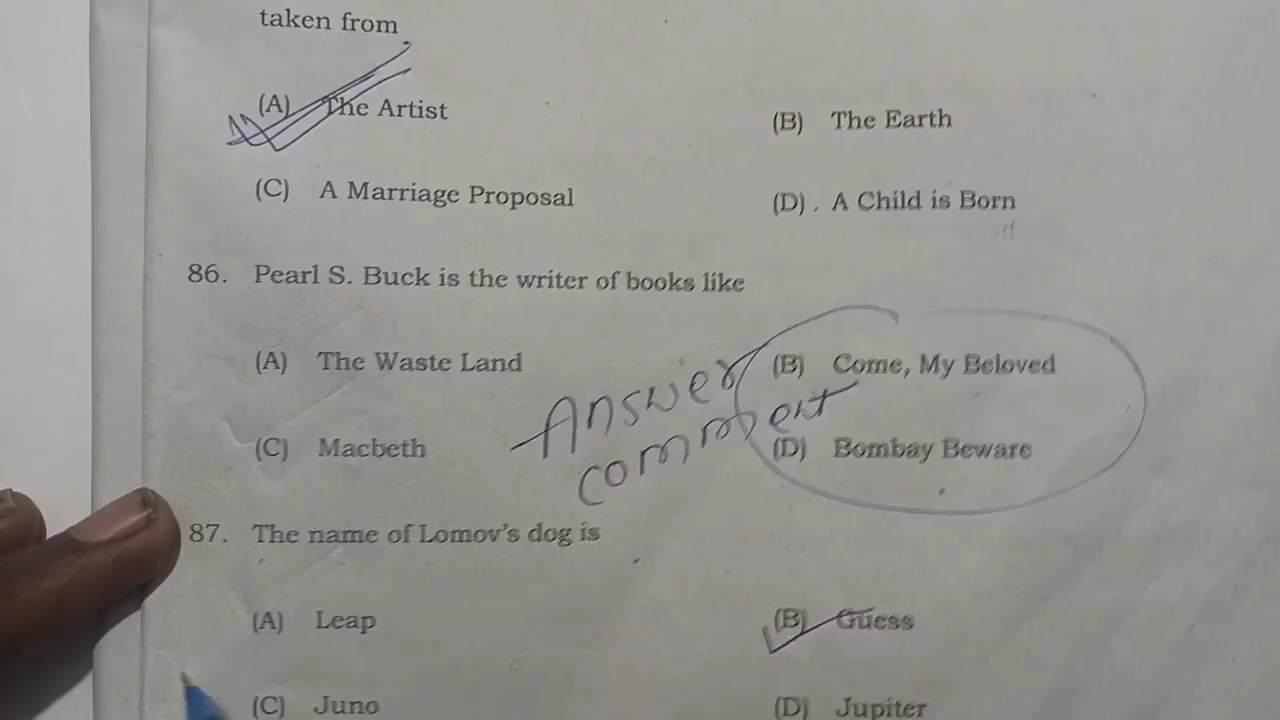 taken from
(A) The Artist
(B) The Earth
(C) A Marriage Proposal
(D) . A Child is Born
86. Pearl S. Buck is the writer of books like
(A) The Waste Land
(B) Come, My Beloved
(C) Macbeth
(D) Bombay Beware
Answer
comment
87. The name of Lomov's dog is
(A) Leap
(B) Guess
(C) Juno
(D) Jupiter